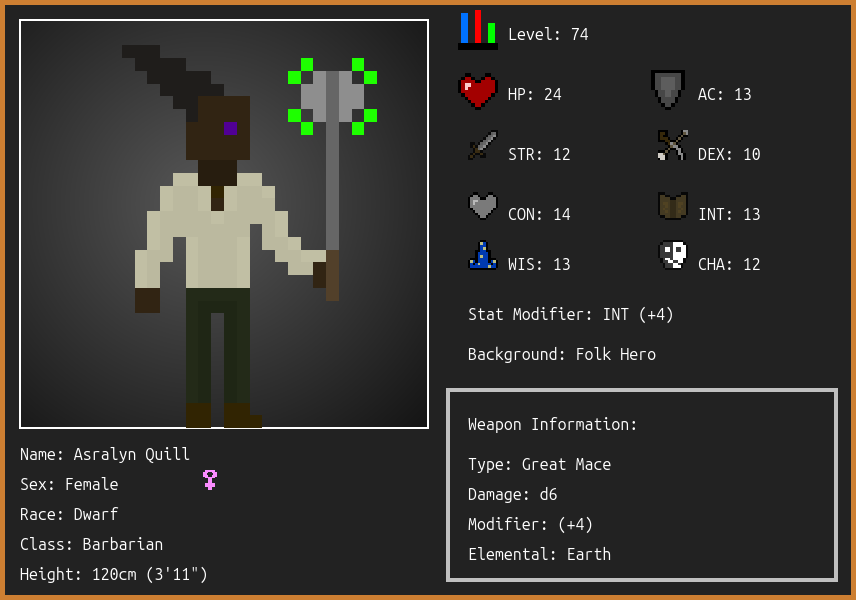 Level: 74
HP: 24
AC: 13
STR: 12
DEX: 10
CON: 14
INT: 13
WIS: 13
CHA: 12
Stat Modifier: INT (+4)
Background: Folk Hero
Weapon Information:
Type: Great Mace
Damage: d6
Modifier: (+4)
Elemental: Earth
Name: Asralyn Quill
Sex: Female
Race: Dwarf
Class: Barbarian
Height: 120cm (3'11")